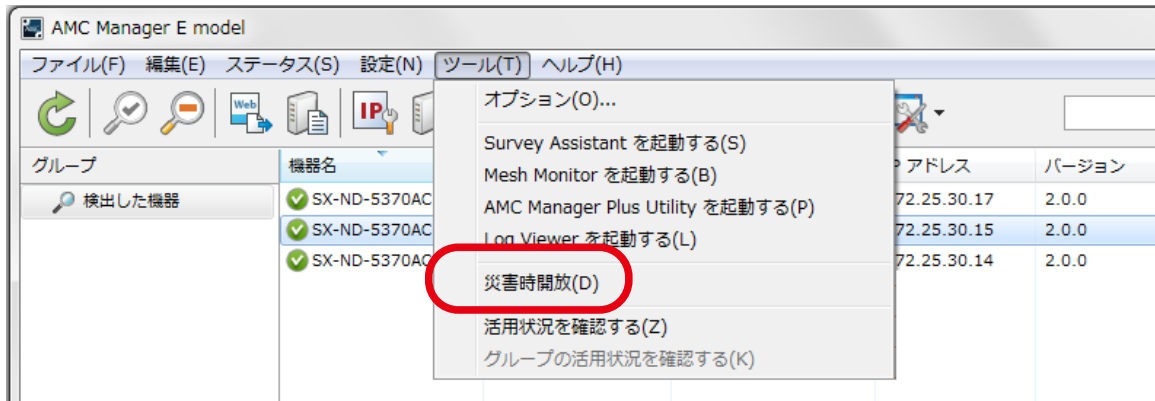 AMC Manager E model
ファイル(F) 編集(E) ステータス(S) 設定(N) ツール(T) ヘルプ(H)
Web IP
オプション(O)...
Survey Assistant を起動する(S)
Mesh Monitor を起動する(B)
AMC Manager Plus Utility を起動する(P)
Log Viewer を起動する(L)
災害時開放(D)
活用状況を確認する(Z)
グループの活用状況を確認する(K)
グループ 機器名 アドレス バージョン
検出した機器 SX-ND-5370AC 72.25.30.17 2.0.0
SX-ND-5370AC 72.25.30.15 2.0.0
SX-ND-5370AC 72.25.30.14 2.0.0